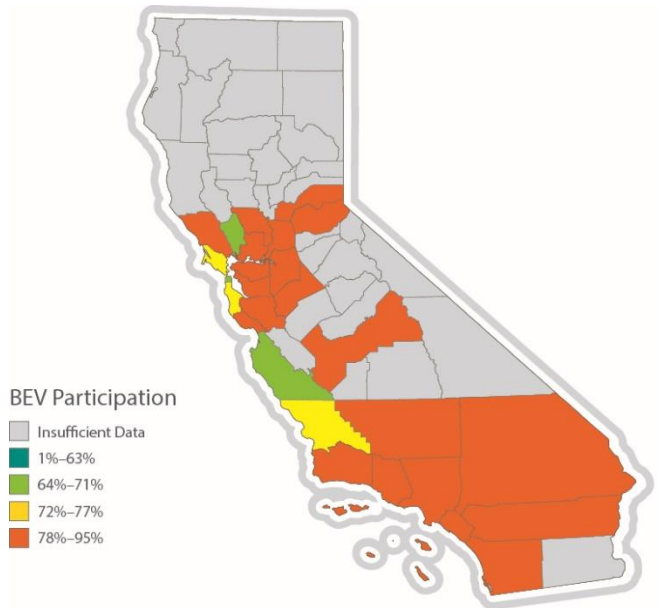 BEV Participation
Insufficient Data
1%–63%
64%–71%
72%–77%
78%–95%